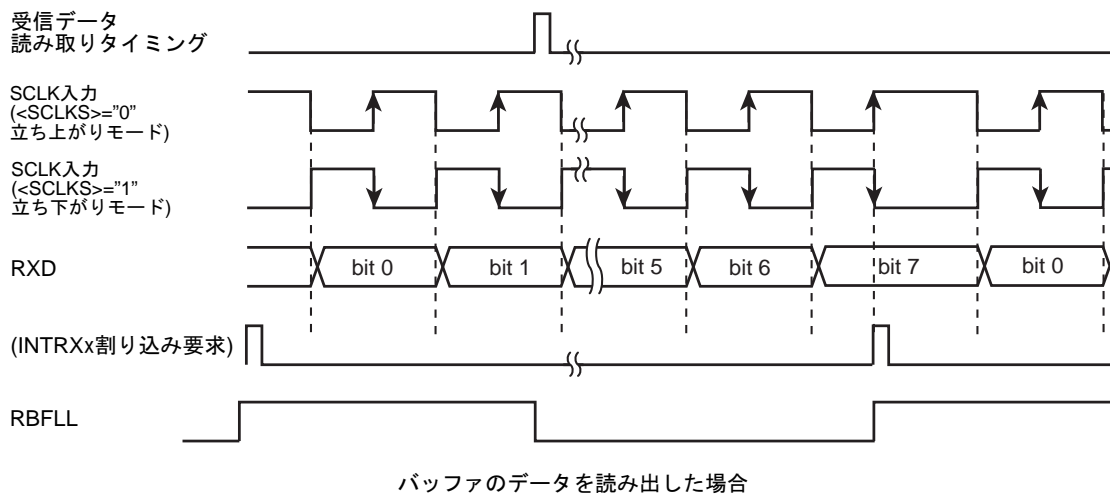 受信データ
読み取りタイミング
SCLK入力
(<SCLKS>="0"
立ち上がりモード)
SCLK入力
(<SCLKS>="1"
立ち下がりモード)
RXD
bit 0
bit 1
bit 5
bit 6
bit 7
bit 0
(INTRXx割り込み要求)
RBFLL
バッファのデータを読み出した場合